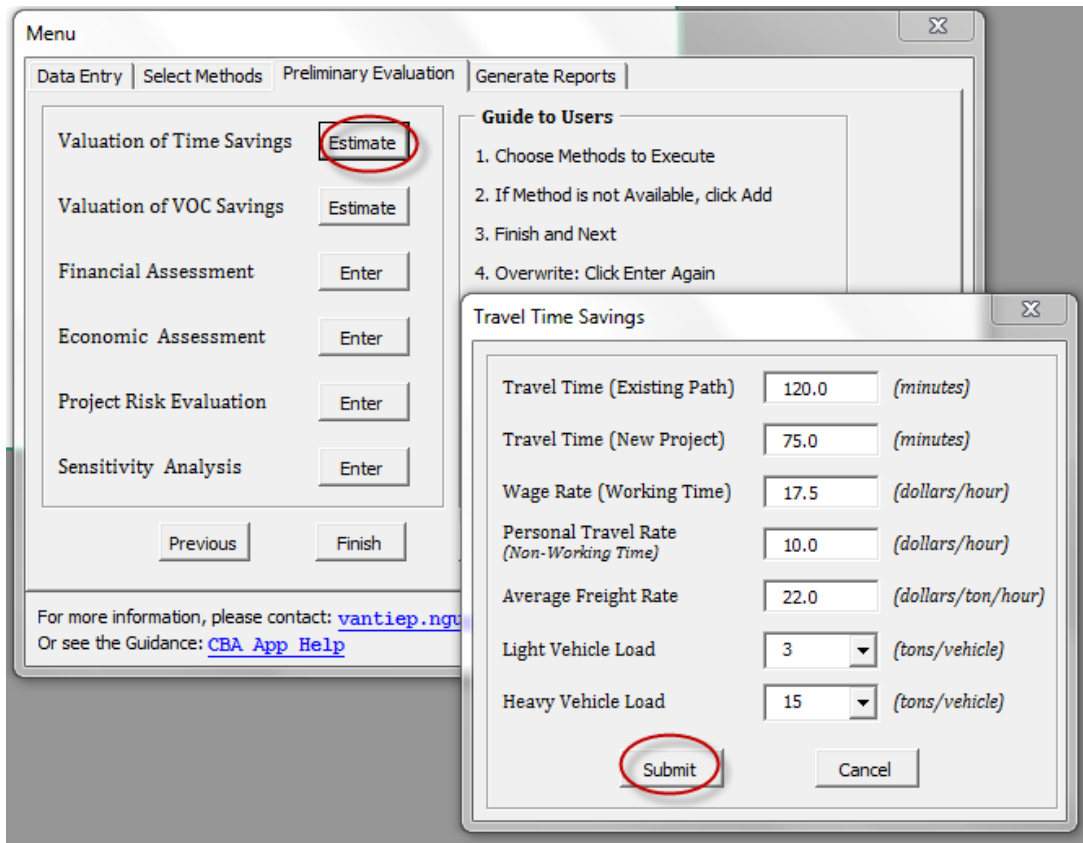 Menu
Data Entry Select Methods Preliminary Evaluation Generate Reports
Valuation of Time Savings Estimate
Valuation of VOC Savings Estimate
Financial Assessment Enter
Economic Assessment Enter
Project Risk Evaluation Enter
Sensitivity Analysis Enter
Previous Finish
Guide to Users
1. Choose Methods to Execute
2. If Method is not Available, click Add
3. Finish and Next
4. Overwrite: Click Enter Again
For more information, please contact: vantiep.ngu
Or see the Guidance: CBA App Help
Travel Time Savings
Travel Time (Existing Path) 120.0 (minutes)
Travel Time (New Project) 75.0 (minutes)
Wage Rate (Working Time) 17.5 (dollars/hour)
Personal Travel Rate
(Non-Working Time) 10.0 (dollars/hour)
Average Freight Rate 22.0 (dollars/ton/hour)
Light Vehicle Load 3 (tons/vehicle)
Heavy Vehicle Load 15 (tons/vehicle)
Submit Cancel